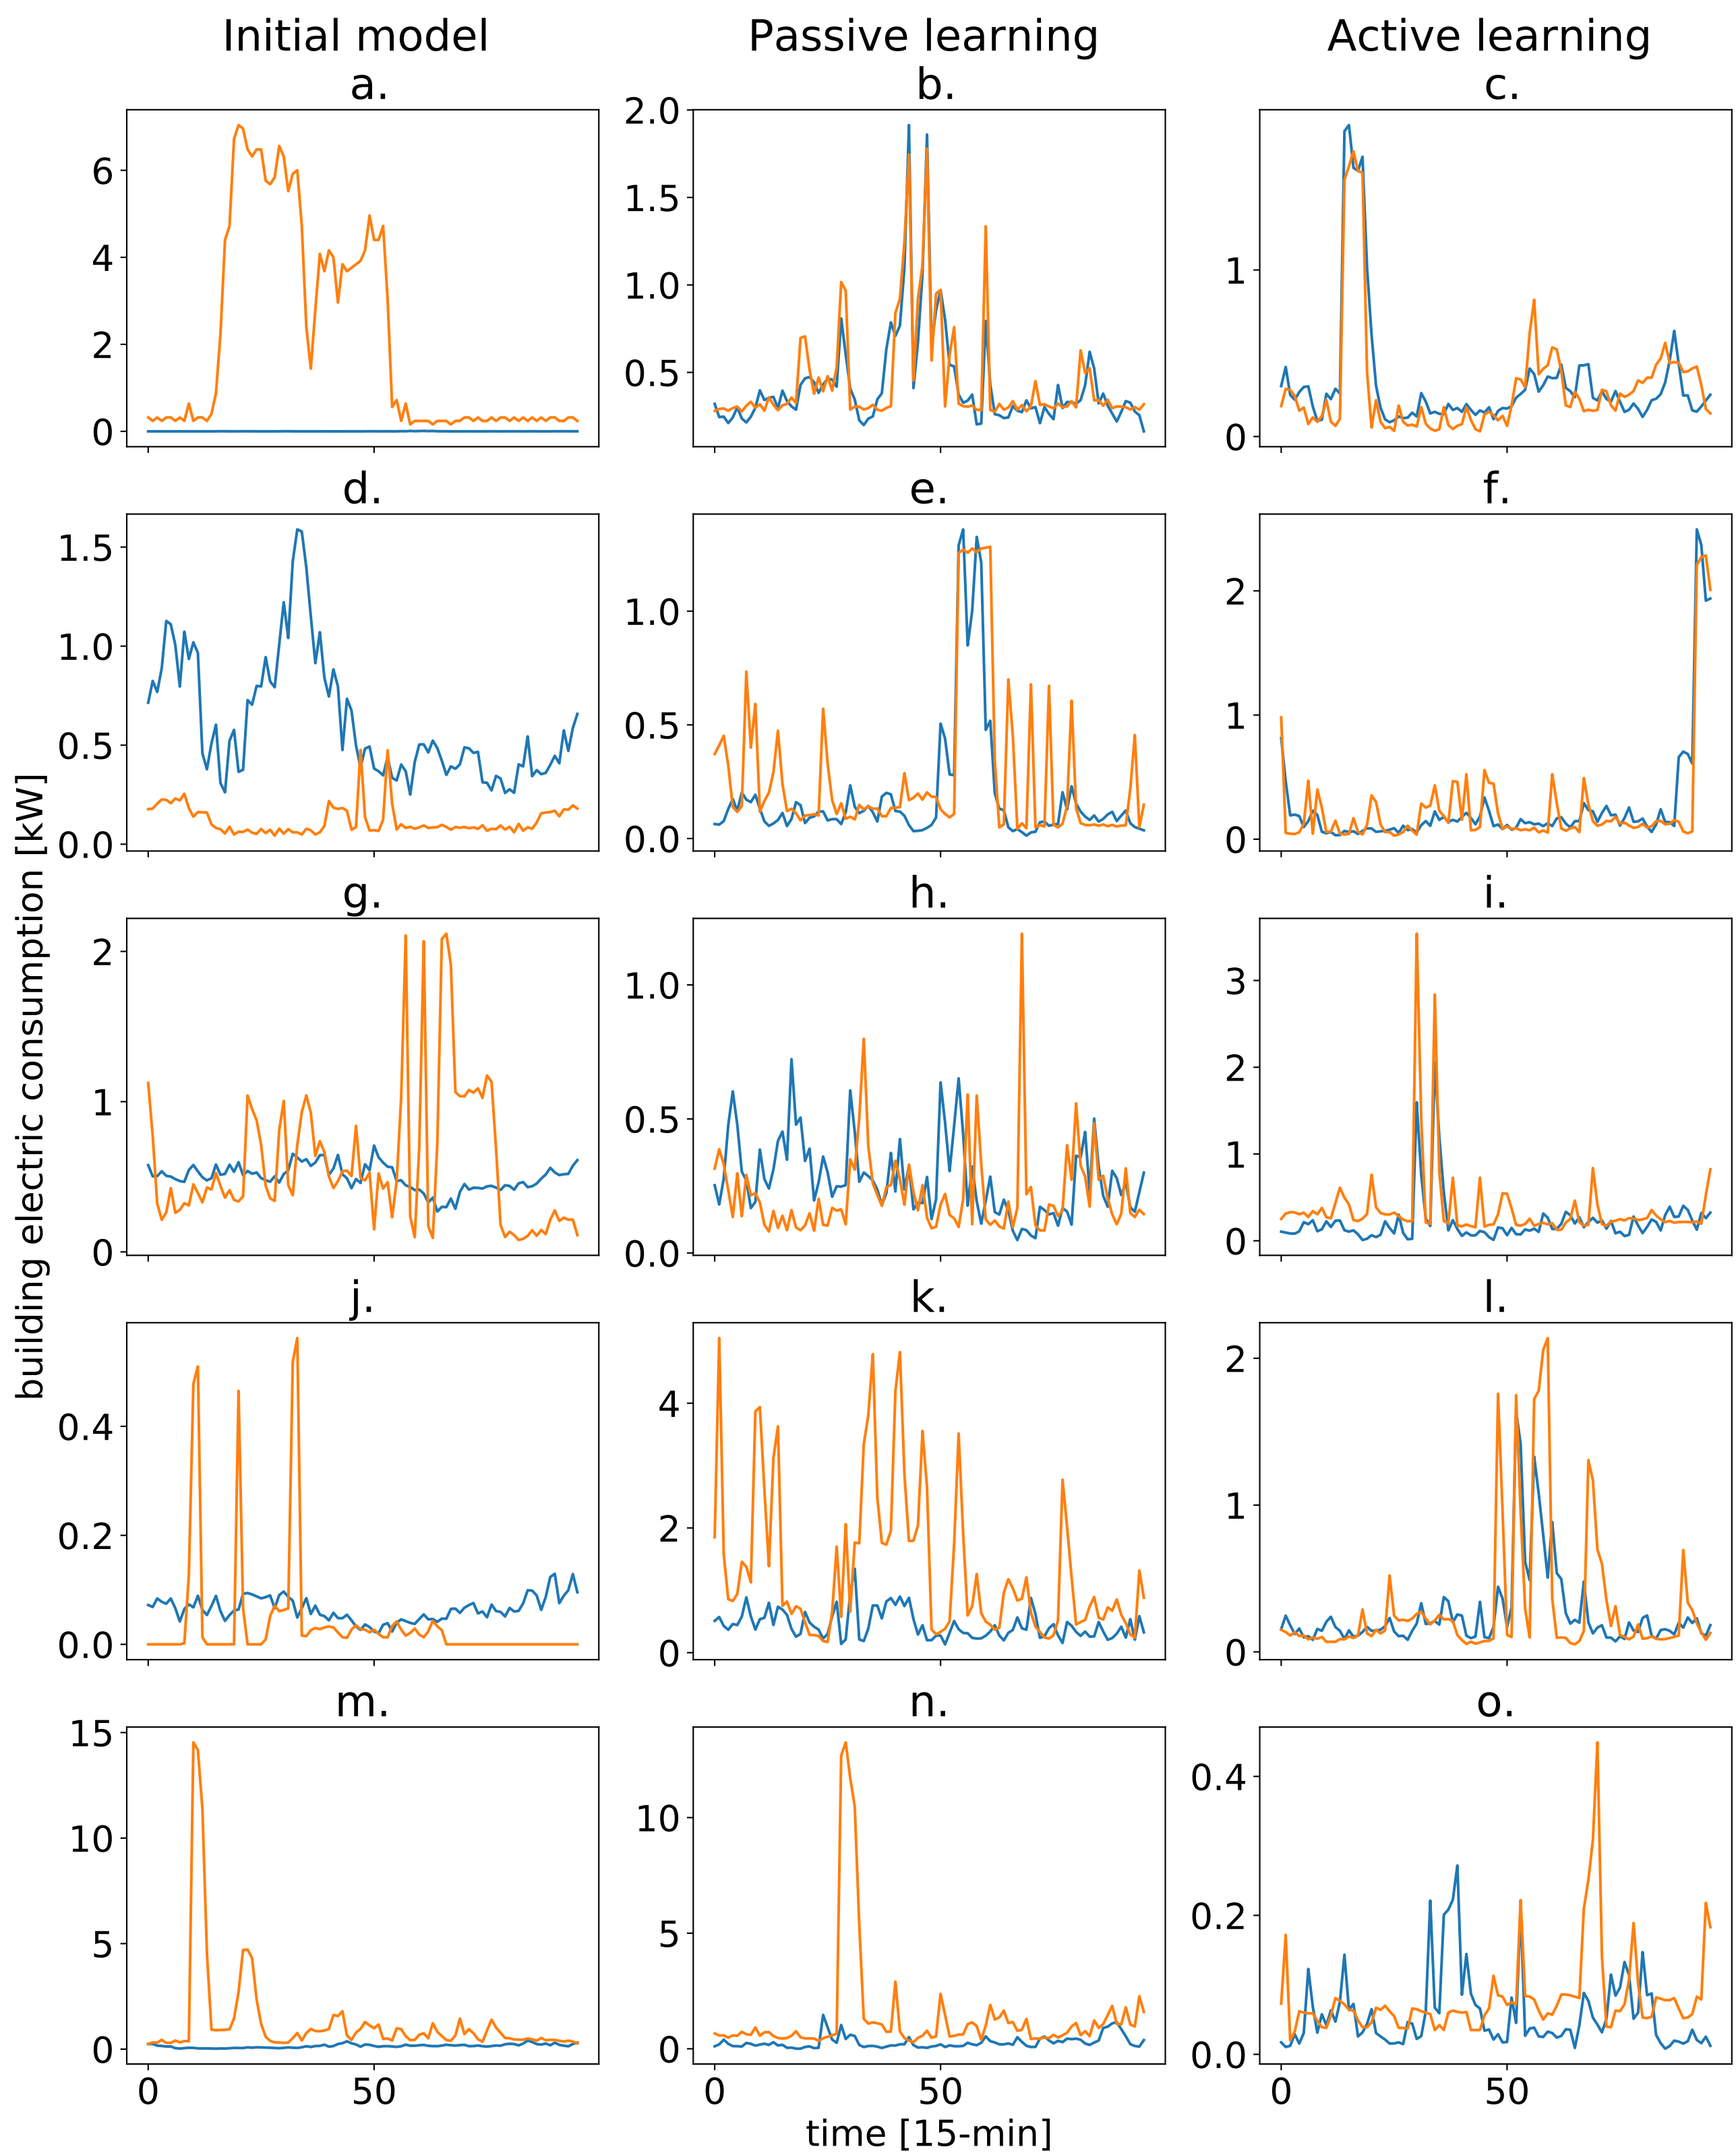 Initial model Passive learning Active learning
a. b. c.
6 4 2 0
2.0 1.5 1.0 0.5
1 0
d. e. f.
1.5 1.0 0.5 0.0
1.0 0.5 0.0
2 1 0
g. h. i.
2 1 0
1.0 0.5 0.0
3 2 1 0
building electric consumption [kW]
j. k. l.
0.4 0.2 0.0
4 2 0
2 1 0
m. n. o.
15 10 5 0
10 5 0
0.4 0.2 0.0
0 50 0 50 0 50
time [15-min]